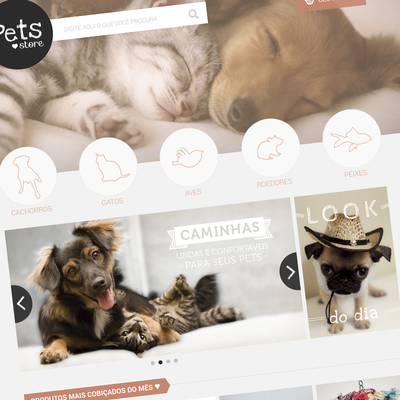 Pets
store
DIGITE AQUI O QUE VOCÊ PROCURA
CACHORROS
GATOS
AVES
ROEDORES
PEIXES
CAMINHAS
LINDAS E CONFORTÁVEIS
PARA SEUS PETS
LOOK
do dia
PRODUTOS MAIS COBIÇADOS DO MÊS